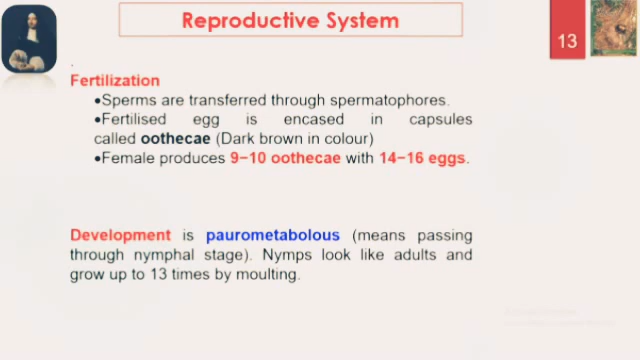 Reproductive System
13
Fertilization
•Sperms are transferred through spermatophores.
•Fertilised egg is encased in capsules
called oothecae (Dark brown in colour)
•Female produces 9−10 oothecae with 14−16 eggs.
Development is paurometabolous (means passing
through nymphal stage). Nymps look like adults and
grow up to 13 times by moulting.